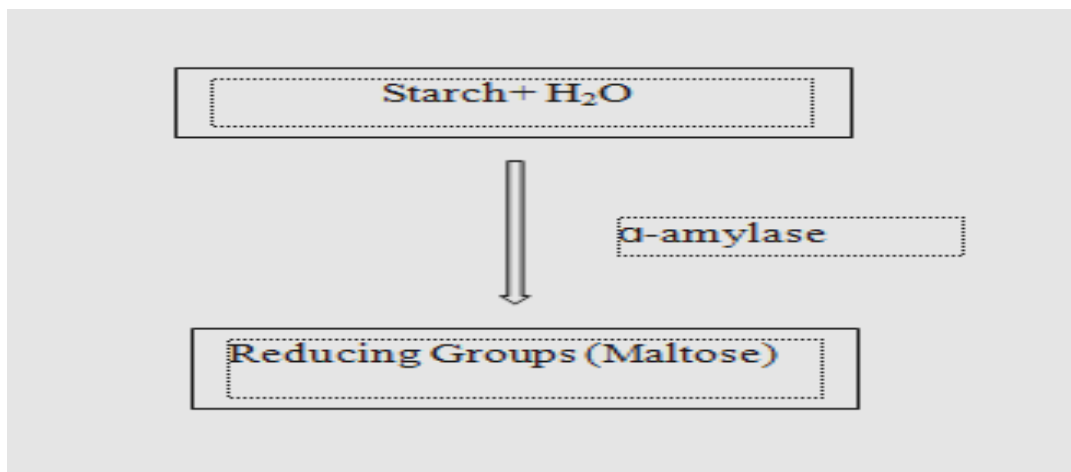 Starch+ H₂O
α-amylase
Reducing Groups (Maltose)